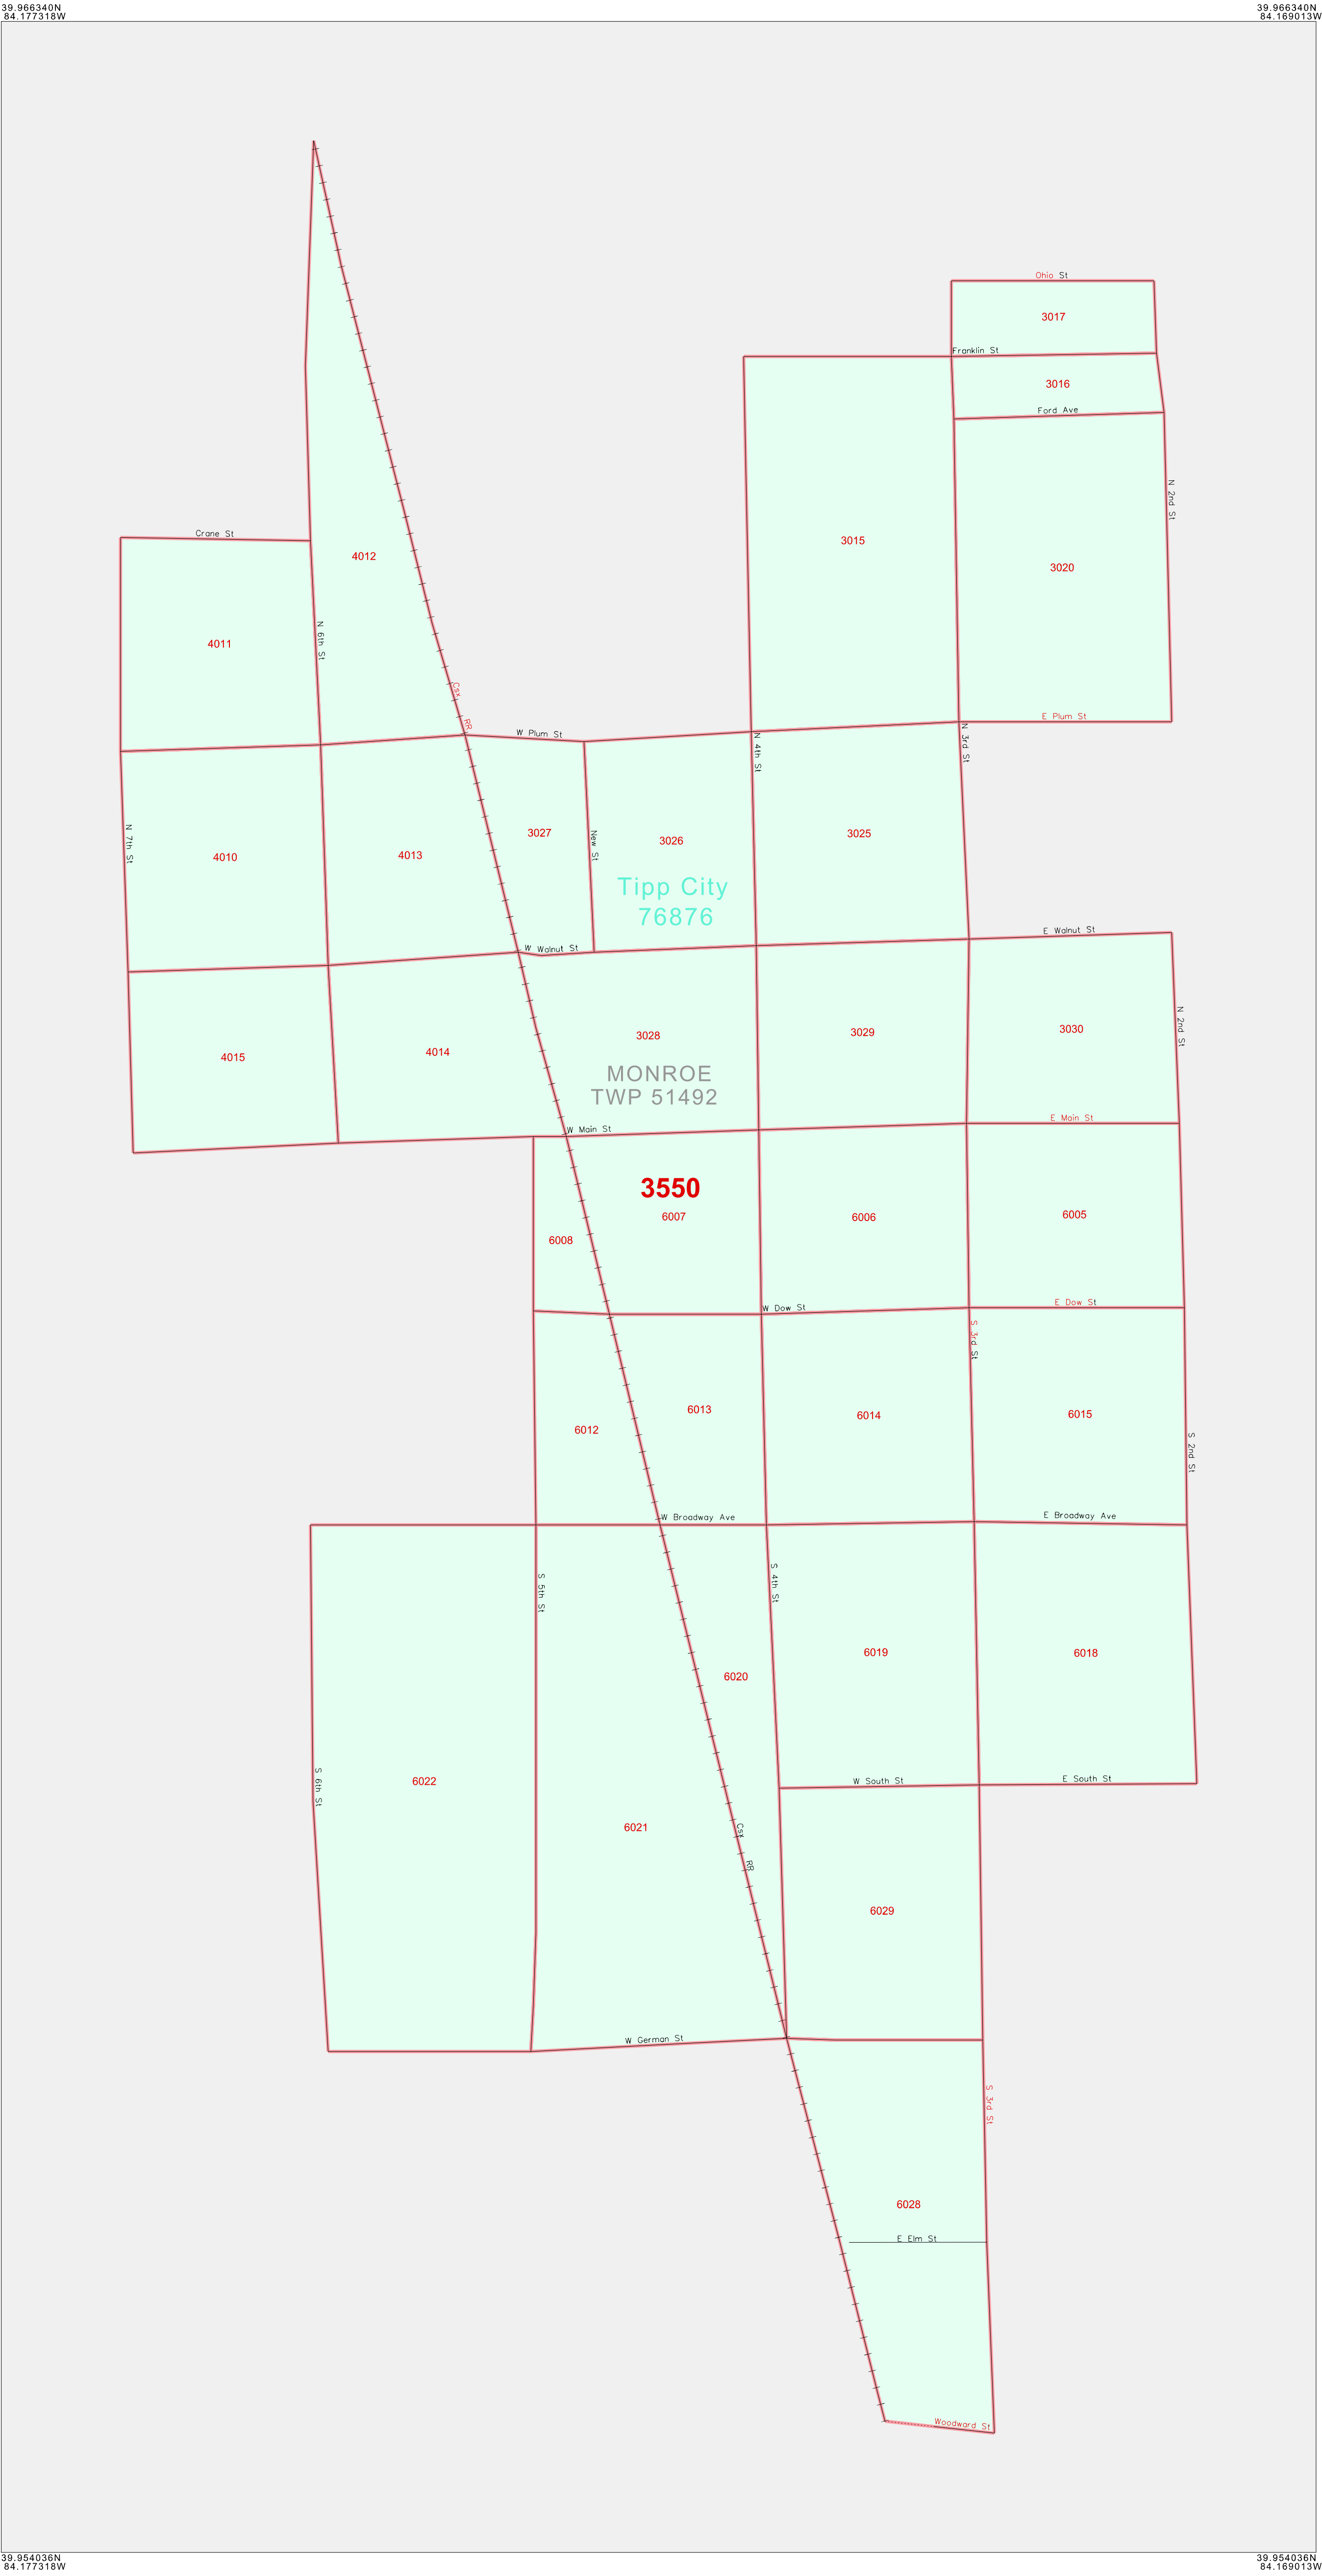 39.966340N
84.177318W
39.966340N
84.169013W
Ohio St
3017
Franklin St
3016
Ford Ave
N 2nd St
Crane St
3015
4012
3020
N 6th St
4011
Csx RR
E Plum St
W Plum St
N 4th St
N 3rd St
N 7th St
New St
3027
3025
3026
4013
4010
Tipp City
76876
E Walnut St
W Walnut St
N 2nd St
3030
3029
3028
4014
4015
MONROE
TWP 51492
E Main St
W Main St
3550
6005
6007
6006
6008
E Dow St
W Dow St
S 3rd St
6013
6015
6014
6012
S 2nd St
E Broadway Ave
W Broadway Ave
S 4th St
S 5th St
6019
6018
6020
E South St
W South St
S 6th St
6022
6021
Csx RR
6029
W German St
S 3rd St
6028
E Elm St
Woodward St
39.954036N
84.177318W
39.954036N
84.169013W